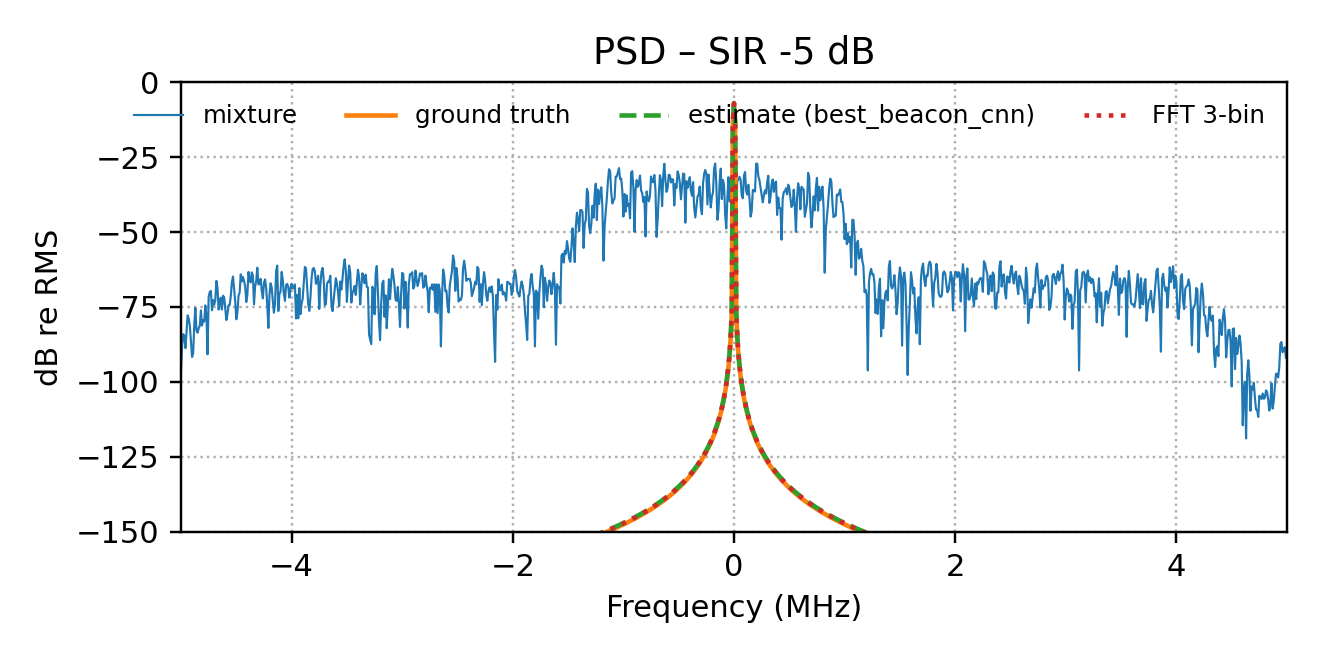 PSD – SIR -5 dB
mixture ground truth estimate (best_beacon_cnn) FFT 3-bin
0
−25
−50
−75
−100
−125
−150
dB re RMS
−4 −2 0 2 4
Frequency (MHz)